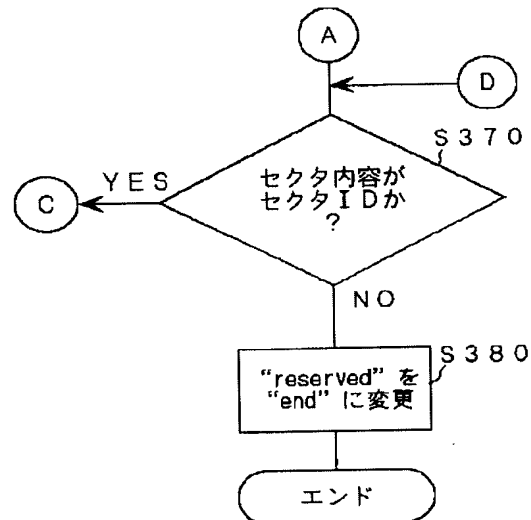 A
D
S370
セクタ内容が
セクタIDか
?
YES
C
NO
S380
“reserved”を
“end”に変更
エンド